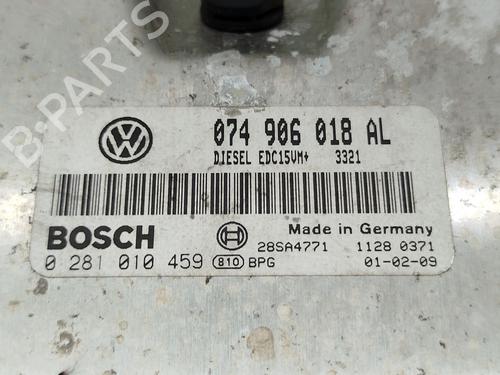 074 906 018 AL
DIESEL EDC15VM+ 3321
BOSCH
Made in Germany
28SA4771 1128 0371
0 281 010 459 810 BPG 01-02-09
B-PARTS